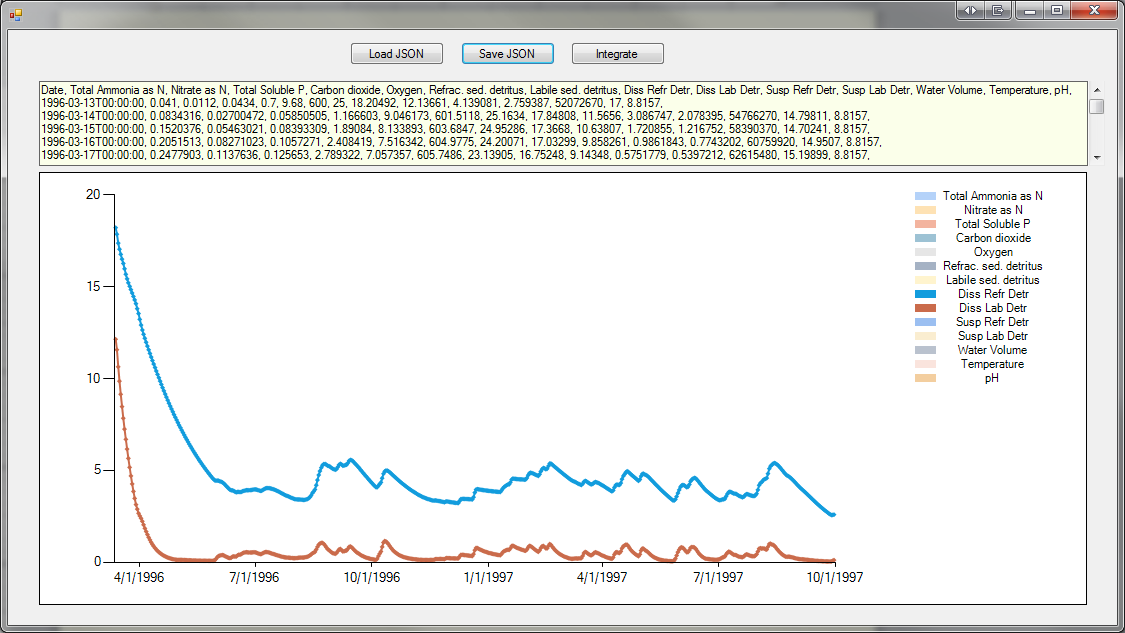 Load JSON Save JSON Integrate
Date, Total Ammonia as N, Nitrate as N, Total Soluble P, Carbon dioxide, Oxygen, Refrac. sed. detritus, Labile sed. detritus, Diss Refr Detr, Diss Lab Detr, Susp Refr Detr, Susp Lab Detr, Water Volume, Temperature, pH,
1996-03-13T00:00:00, 0.041, 0.0112, 0.0434, 0.7, 9.68, 600, 25, 18.20492, 12.13661, 4.139081, 2.759387, 52072670, 17, 8.8157,
1996-03-14T00:00:00, 0.0834316, 0.02700472, 0.05850505, 1.166603, 9.046173, 601.5118, 25.1634, 17.84808, 11.5656, 3.086747, 2.078395, 54766270, 14.79811, 8.8157,
1996-03-15T00:00:00, 0.1520376, 0.05463021, 0.08393309, 1.89084, 8.133893, 603.6847, 24.95286, 17.3668, 10.63807, 1.720855, 1.216752, 58390370, 14.70241, 8.8157,
1996-03-16T00:00:00, 0.2051513, 0.08271023, 0.1057271, 2.408419, 7.516342, 604.9775, 24.20071, 17.03299, 9.858261, 0.9861843, 0.7743202, 60759920, 14.9507, 8.8157,
1996-03-17T00:00:00, 0.2477903, 0.1137636, 0.125653, 2.789322, 7.057357, 605.7486, 23.13905, 16.75248, 9.14348, 0.5751779, 0.5397212, 62615480, 15.19899, 8.8157,
20
15
10
5
0
4/1/1996 7/1/1996 10/1/1996 1/1/1997 4/1/1997 7/1/1997 10/1/1997
Total Ammonia as N
Nitrate as N
Total Soluble P
Carbon dioxide
Oxygen
Refrac. sed. detritus
Labile sed. detritus
Diss Refr Detr
Diss Lab Detr
Susp Refr Detr
Susp Lab Detr
Water Volume
Temperature
pH